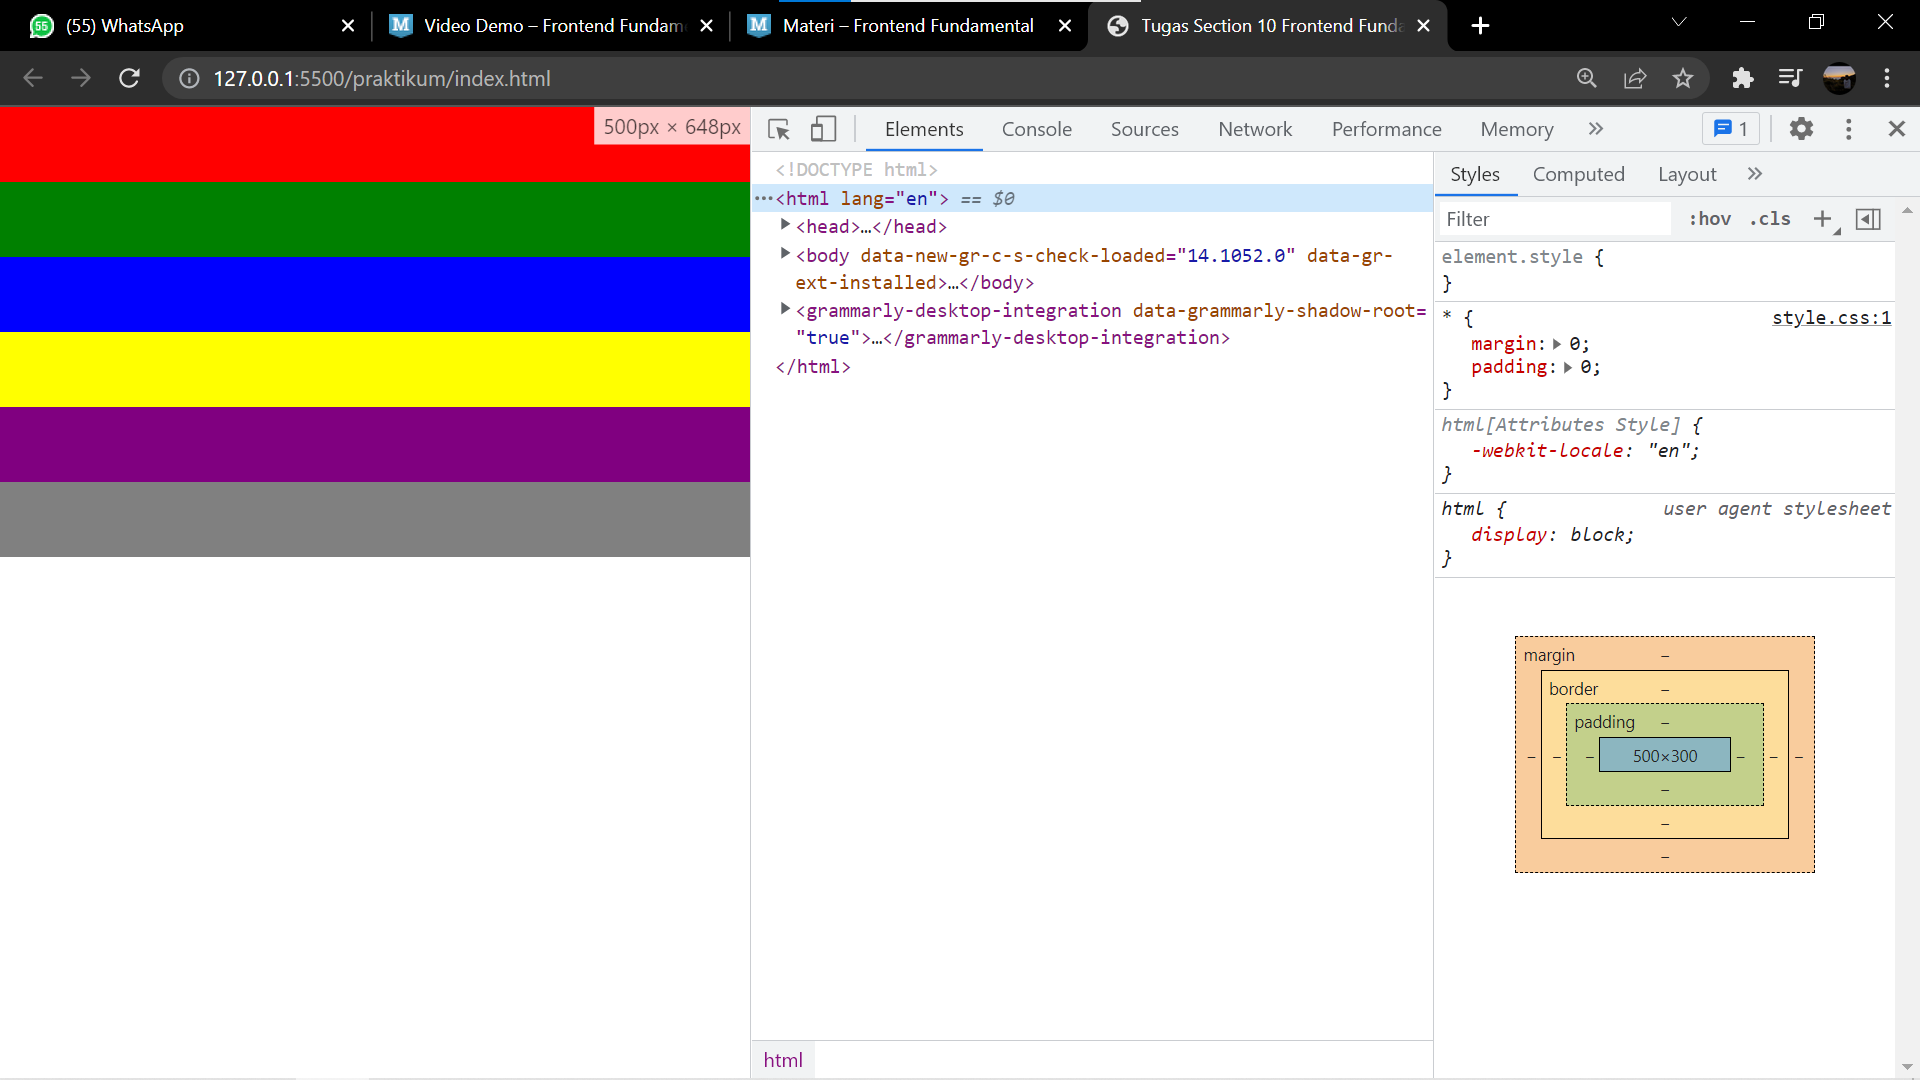 55 (55) WhatsApp
M Video Demo – Frontend Fundam
M Materi – Frontend Fundamental
Tugas Section 10 Frontend Funda
127.0.0.1:5500/praktikum/index.html
500px × 648px
Elements Console Sources Network Performance Memory » 1
<!DOCTYPE html>
···<html lang="en"> == $0
<head>…</head>
<body data-new-gr-c-s-check-loaded="14.1052.0" data-gr-
ext-installed>…</body>
<grammarly-desktop-integration data-grammarly-shadow-root=
"true">…</grammarly-desktop-integration>
</html>
html
Styles Computed Layout »
Filter :hov .cls +
element.style {
}
* { style.css:1
margin: 0;
padding: 0;
}
html[Attributes Style] {
-webkit-locale: "en";
}
html { user agent stylesheet
display: block;
}
margin –
border –
padding –
– – – 500×300 – – –
–
–
–